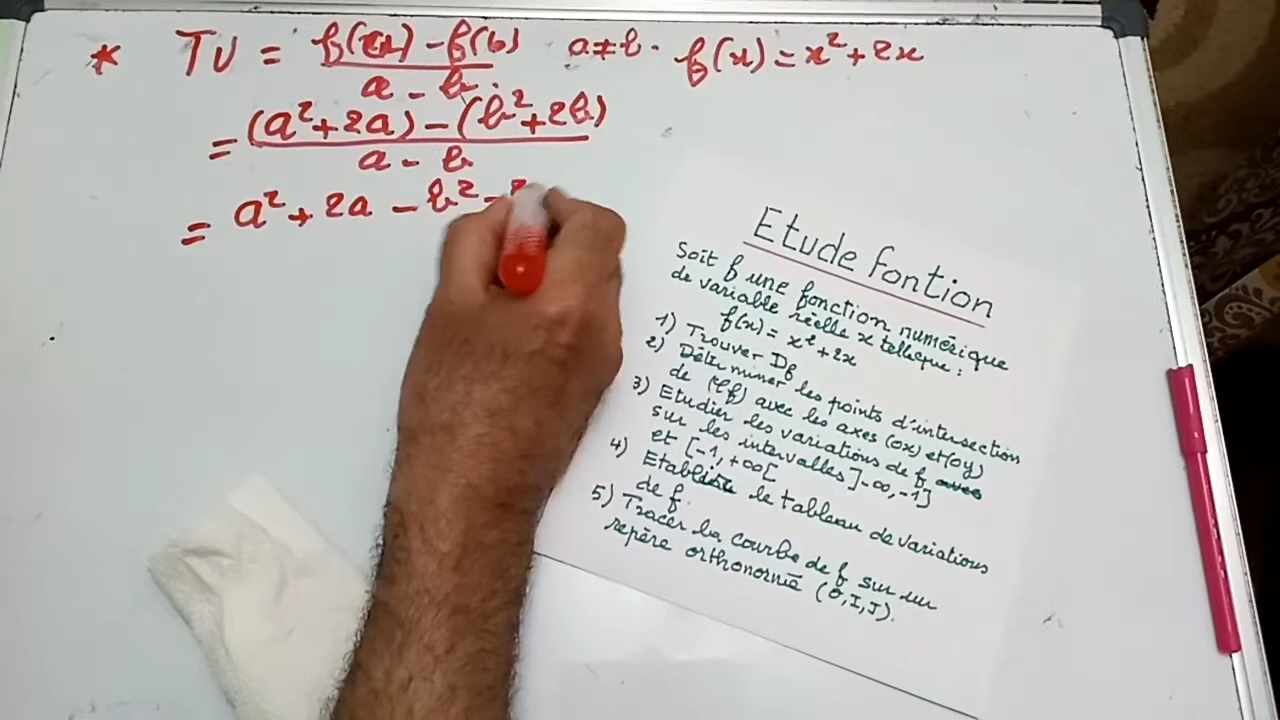 * TV = f(a) - f(b) a ≠ b. f(x) = x² + 2x
a - b
= (a² + 2a) - (b² + 2b)
a - b
= a² + 2a - b² - 2
Etude fontion
Soit f une fonction numérique
de variable réelle x telleque :
f(x) = x² + 2x
1) Trouver Df
2) Déterminer les points d'intersection
de (Cf) avec les axes (Ox) et (Oy)
3) Etudier les variations de f
sur les intervalles ]-∞, -1]
et [-1, +∞[
4) Etablir le tableau de variations
de f.
5) Tracer la courbe de f sur un
repère orthonormé (O, I, J).